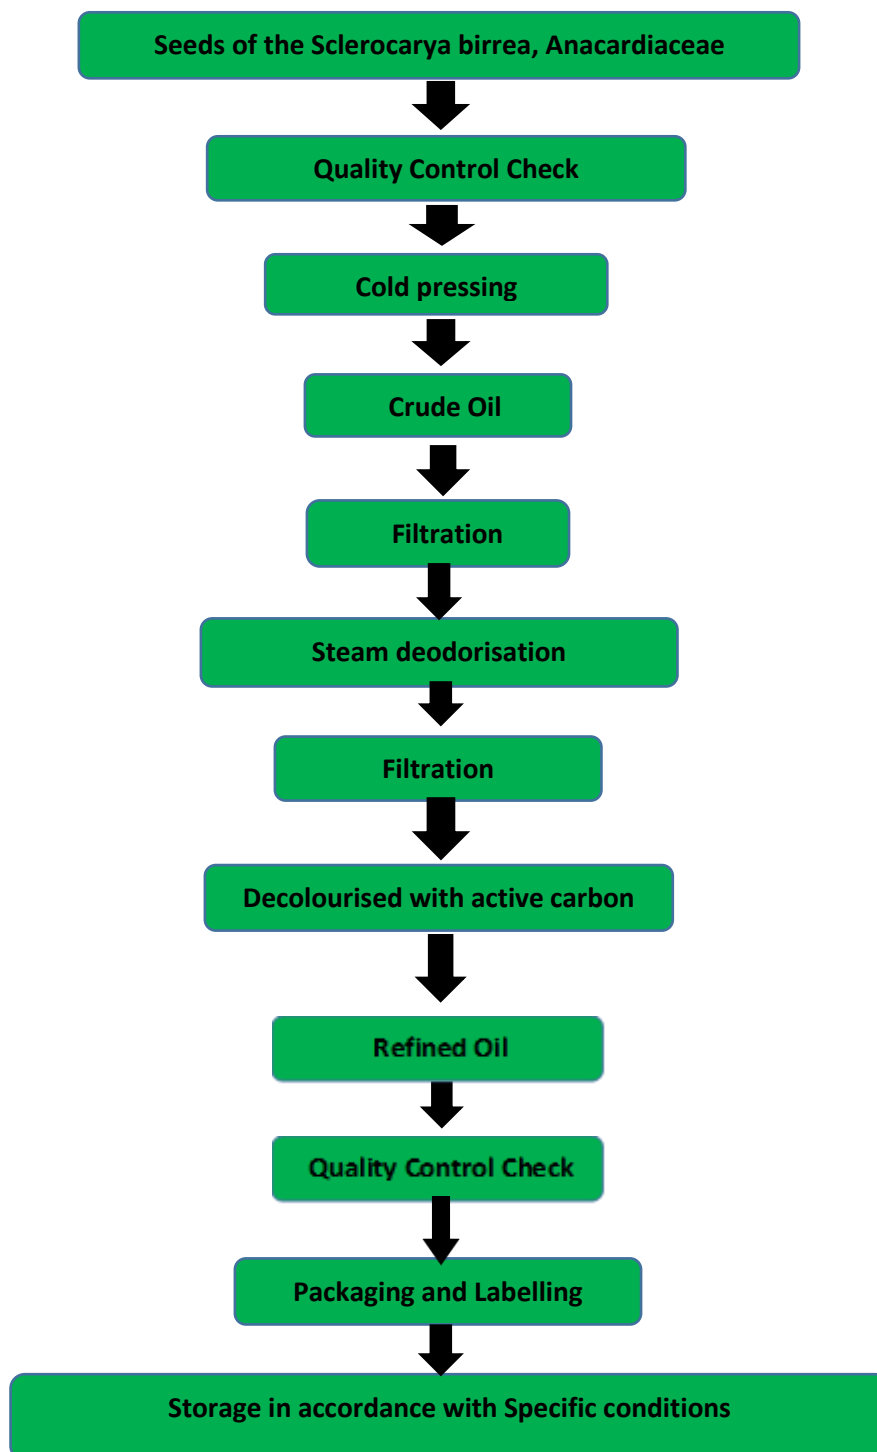 Seeds of the Sclerocarya birrea, Anacardiaceae
Quality Control Check
Cold pressing
Crude Oil
Filtration
Steam deodorisation
Filtration
Decolourised with active carbon
Refined Oil
Quality Control Check
Packaging and Labelling
Storage in accordance with Specific conditions